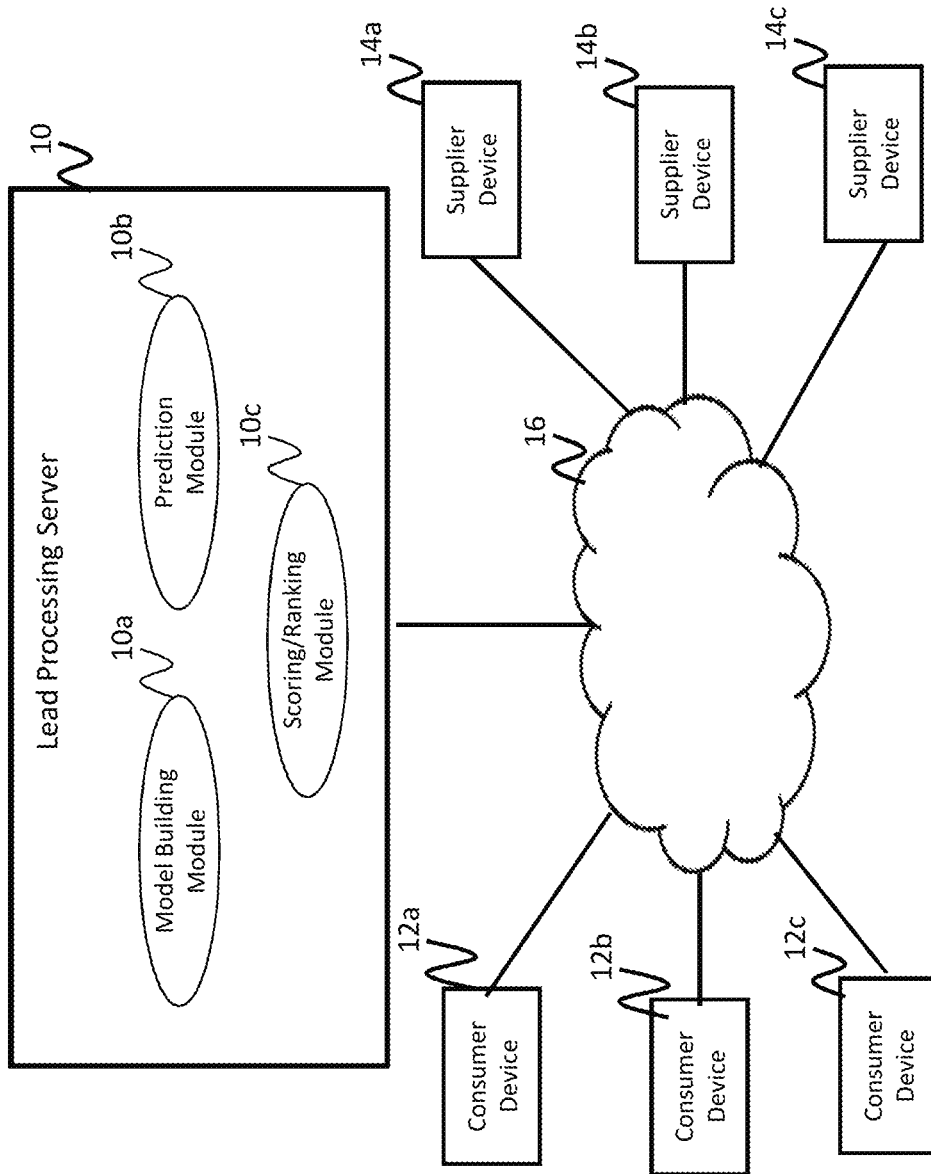 10
Lead Processing Server
10a
10b
Model Building
Module
Prediction
Module
10c
Scoring/Ranking
Module
12a
16
14a
Consumer
Device
Supplier
Device
12b
14b
Consumer
Device
Supplier
Device
12c
14c
Consumer
Device
Supplier
Device